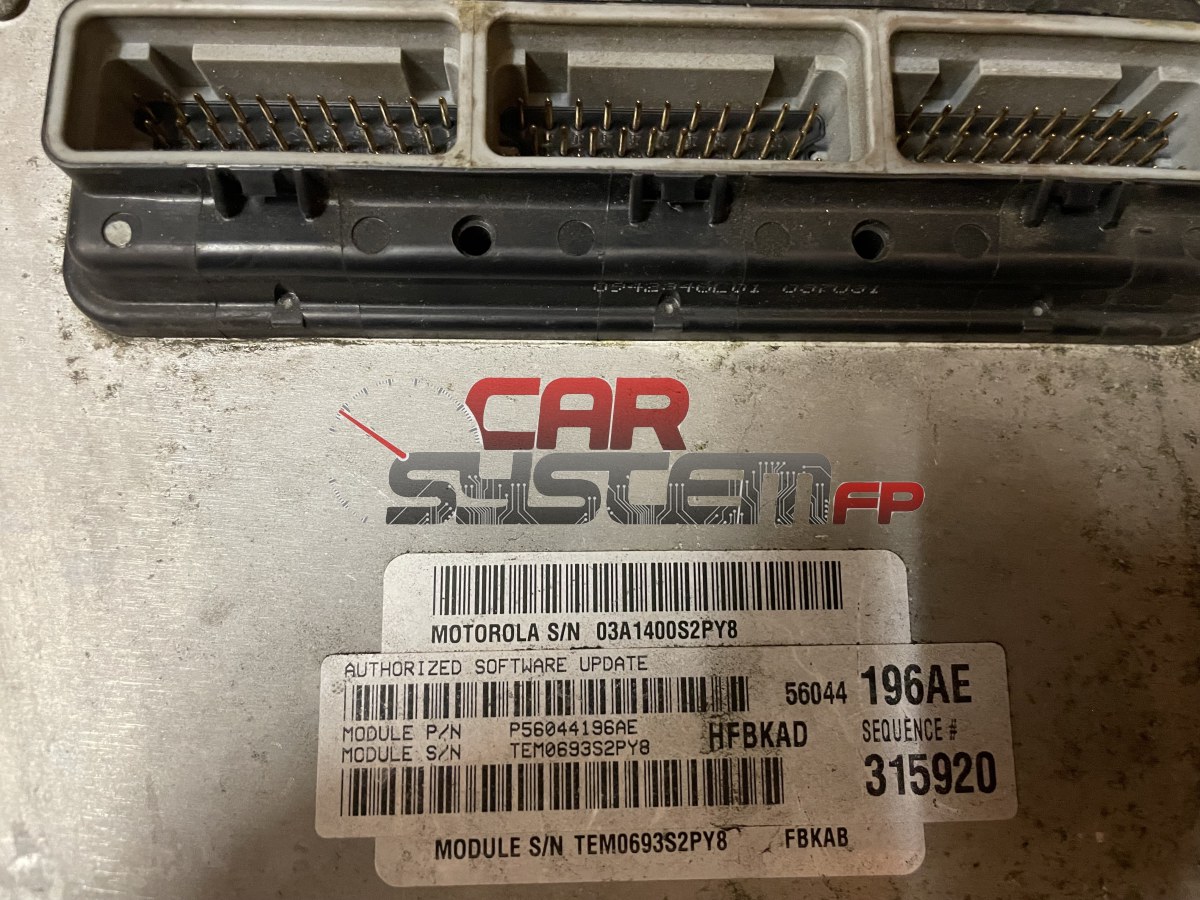 CAR
SYSTEM FP
MOTOROLA S/N 03A1400S2PY8
AUTHORIZED SOFTWARE UPDATE
56044 196AE
MODULE P/N P56044196AE
MODULE S/N TEM0693S2PY8
HFBKAD
SEQUENCE #
315920
MODULE S/N TEM0693S2PY8 FBKAB